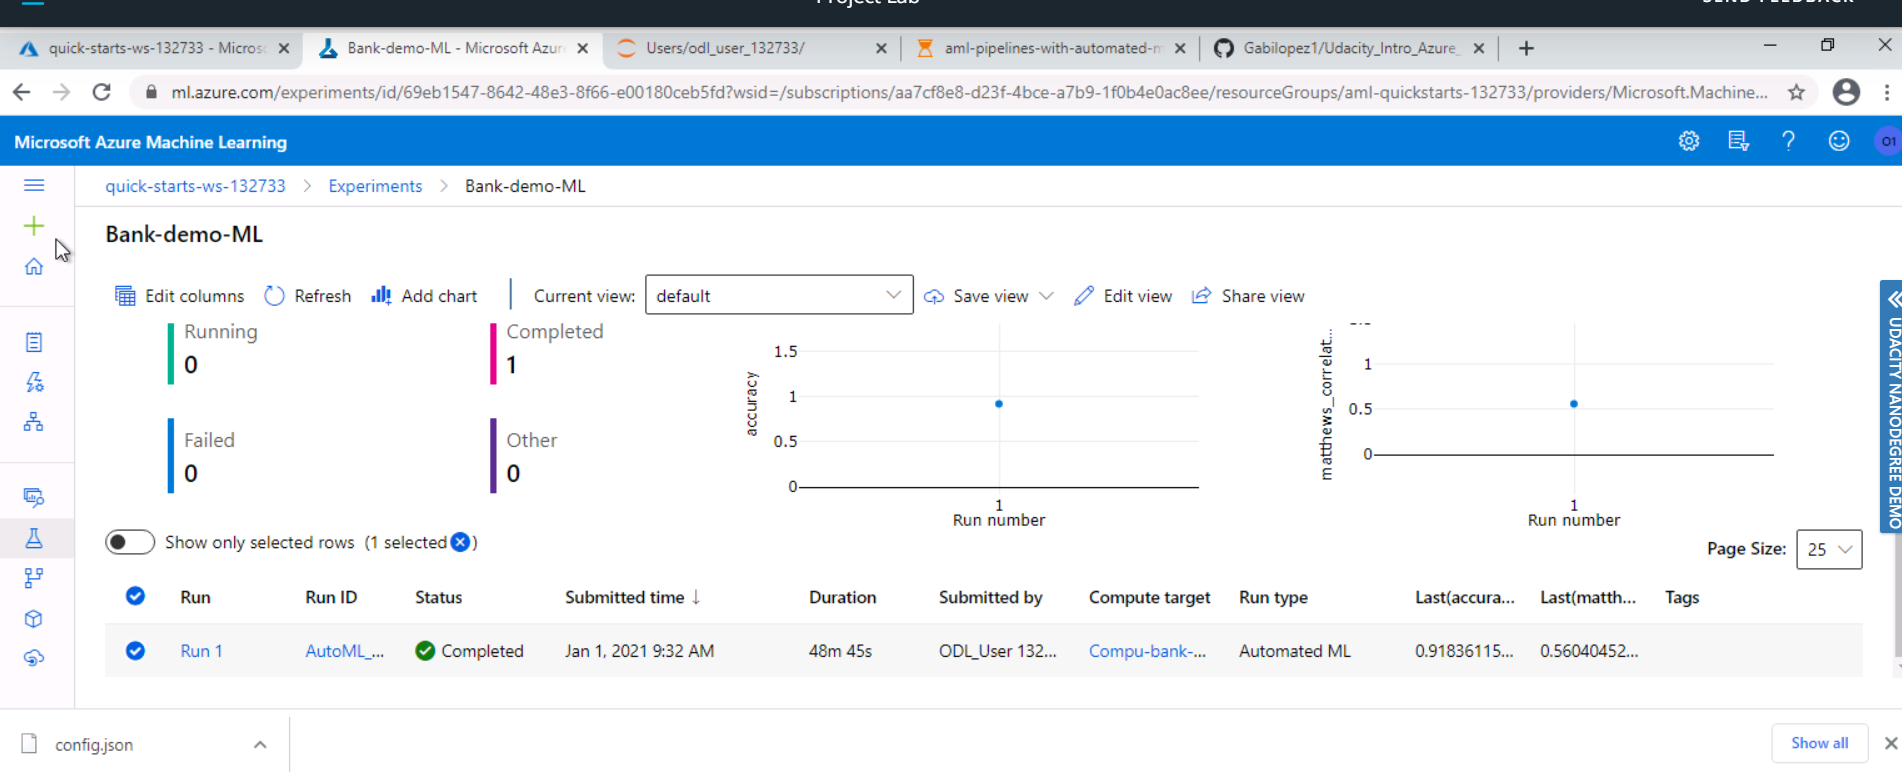 Project Lab
SEND FEEDBACK
quick-starts-ws-132733 - Micros
Bank-demo-ML - Microsoft Azur
Users/odl_user_132733/
aml-pipelines-with-automated-m
Gabilopez1/Udacity_Intro_Azure_
ml.azure.com/experiments/id/69eb1547-8642-48e3-8f66-e00180ceb5fd?wsid=/subscriptions/aa7cf8e8-d23f-4bce-a7b9-1f0b4e0ac8ee/resourceGroups/aml-quickstarts-132733/providers/Microsoft.Machine...
Microsoft Azure Machine Learning
O1
quick-starts-ws-132733 > Experiments > Bank-demo-ML
Bank-demo-ML
Edit columns Refresh Add chart Current view: default Save view Edit view Share view
Running
0
Completed
1
Failed
0
Other
0
accuracy
1.5
1
0.5
0
1
Run number
matthews_correlat...
1
0.5
0
1
Run number
UDACITY NANODEGREE DEMO
Show only selected rows (1 selected )
Page Size: 25
Run Run ID Status Submitted time ↓ Duration Submitted by Compute target Run type Last(accura... Last(matth... Tags
Run 1 AutoML_... Completed Jan 1, 2021 9:32 AM 48m 45s ODL_User 132... Compu-bank-... Automated ML 0.91836115... 0.56040452...
config.json
Show all